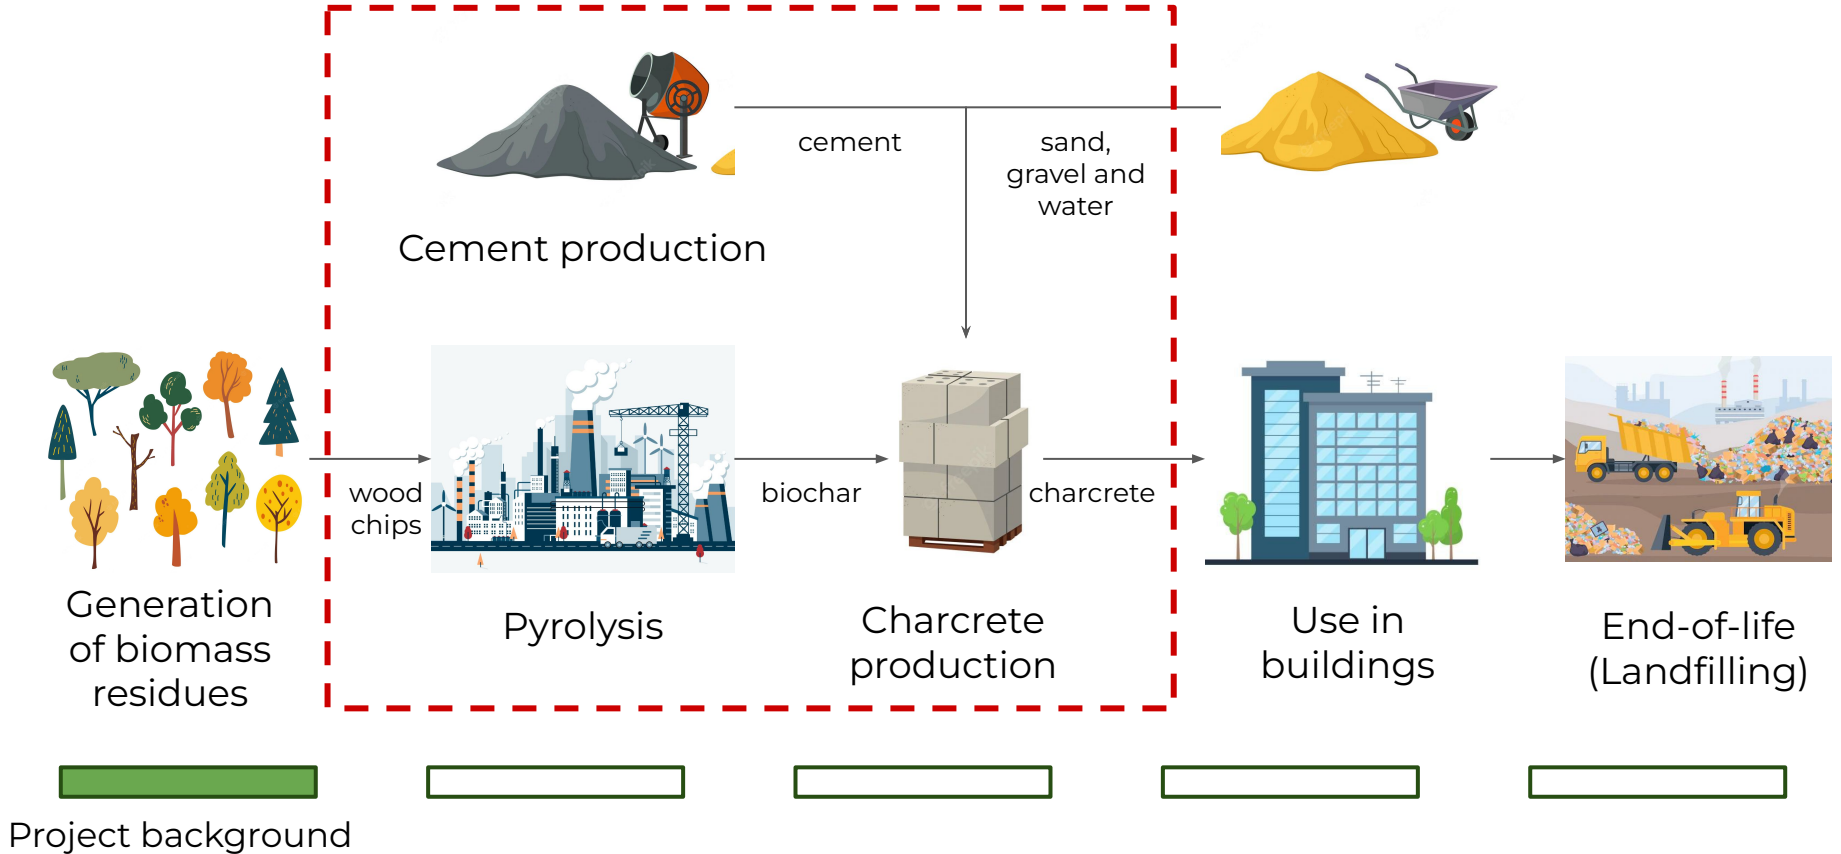 cement
sand,
gravel and
water
Cement production
wood
chips
biochar
charcrete
Generation
of biomass
residues
Pyrolysis
Charcrete
production
Use in
buildings
End-of-life
(Landfilling)
Project background